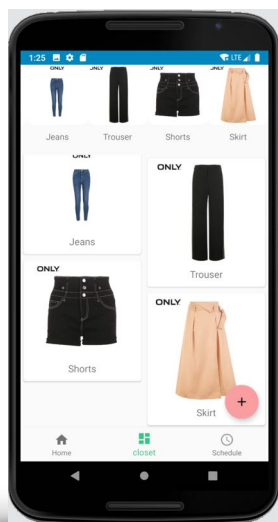 1:25 LTE
ONLY ONLY ONLY ONLY
Jeans Trouser Shorts Skirt
ONLY
Jeans
ONLY
Trouser
ONLY
Shorts
ONLY
Skirt
+
Home closet Schedule